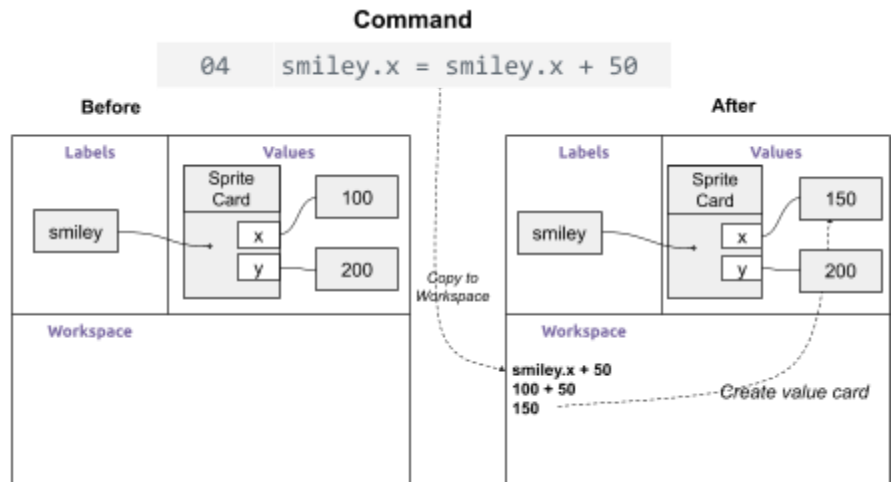 Command
04 smiley.x = smiley.x + 50
Before
Labels
Values
Sprite
Card
smiley
x
y
100
200
Workspace
Copy to
Workspace
After
Labels
Values
Sprite
Card
smiley
x
y
150
200
Workspace
smiley.x + 50
100 + 50
150
Create value card